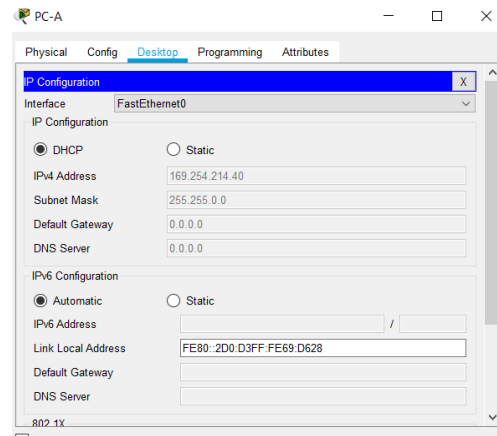 PC-A
Physical Config Desktop Programming Attributes
IP Configuration X
Interface FastEthernet0
IP Configuration
DHCP Static
IPv4 Address 169.254.214.40
Subnet Mask 255.255.0.0
Default Gateway 0.0.0.0
DNS Server 0.0.0.0
IPv6 Configuration
Automatic Static
IPv6 Address /
Link Local Address FE80::2D0:D3FF:FE69:D628
Default Gateway
DNS Server
802.1X